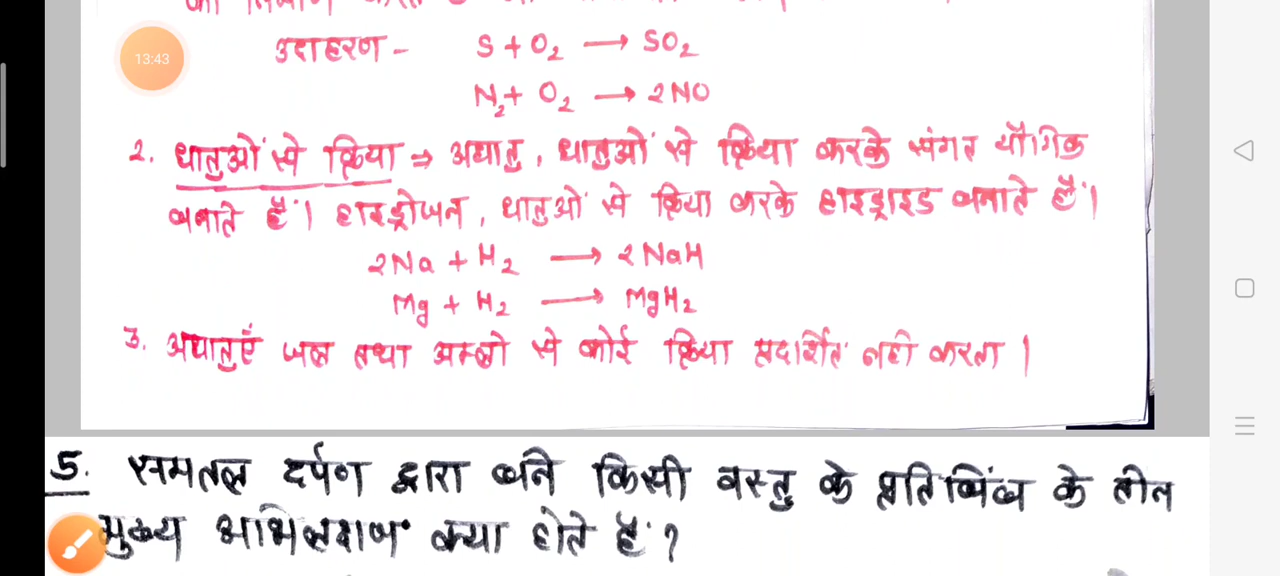 13:43
उदाहरण - S + O₂ → SO₂
N₂ + O₂ → 2NO
2. धातुओं से क्रिया ⇒ अधातु, धातुओं से क्रिया करके संगत यौगिक
बनाते हैं। हाइड्रोजन, धातुओं से क्रिया करके हाइड्राइड बनाते हैं।
2Na + H₂ → 2NaH
Mg + H₂ → MgH₂
3. अधातुएँ जल तथा अम्लो से कोई क्रिया प्रदर्शित नही करता।
5. समतल दर्पण द्वारा बने किसी वस्तु के प्रतिबिंब के तीन
मुख्य अभिलक्षण क्या होते हैं?